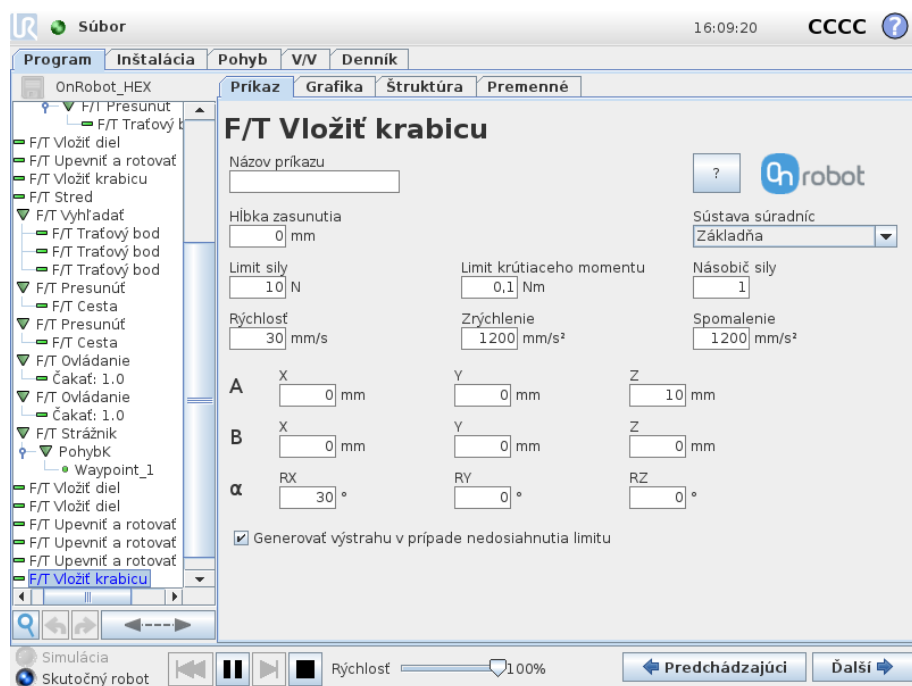 Súbor
16:09:20
CCCC
?
Program Inštalácia Pohyb V/V Denník
OnRobot_HEX
Príkaz Grafika Štruktúra Premenné
F/T Presunúť
F/T Traťový b
F/T Vložiť diel
F/T Upevniť a rotovať
F/T Vložiť krabicu
F/T Stred
F/T Vyhľadať
F/T Traťový bod
F/T Traťový bod
F/T Traťový bod
F/T Presunúť
F/T Cesta
F/T Presunúť
F/T Cesta
F/T Ovládanie
Čakať: 1.0
F/T Ovládanie
Čakať: 1.0
F/T Strážnik
PohybK
Waypoint_1
F/T Vložiť diel
F/T Vložiť diel
F/T Upevniť a rotovať
F/T Upevniť a rotovať
F/T Upevniť a rotovať
F/T Vložiť krabicu
F/T Vložiť krabicu
Názov príkazu
?
On robot
Hĺbka zasunutia
0 mm
Sústava súradníc
Základňa
Limit sily Limit krútiaceho momentu Násobič sily
10 N 0,1 Nm 1
Rýchlosť Zrýchlenie Spomalenie
30 mm/s 1200 mm/s² 1200 mm/s²
X Y Z
A 0 mm 0 mm 10 mm
X Y Z
B 0 mm 0 mm 0 mm
RX RY RZ
α 30 ° 0 ° 0 °
Generovať výstrahu v prípade nedosiahnutia limitu
Simulácia
Skutočný robot
Rýchlosť 100%
Predchádzajúci Ďalší